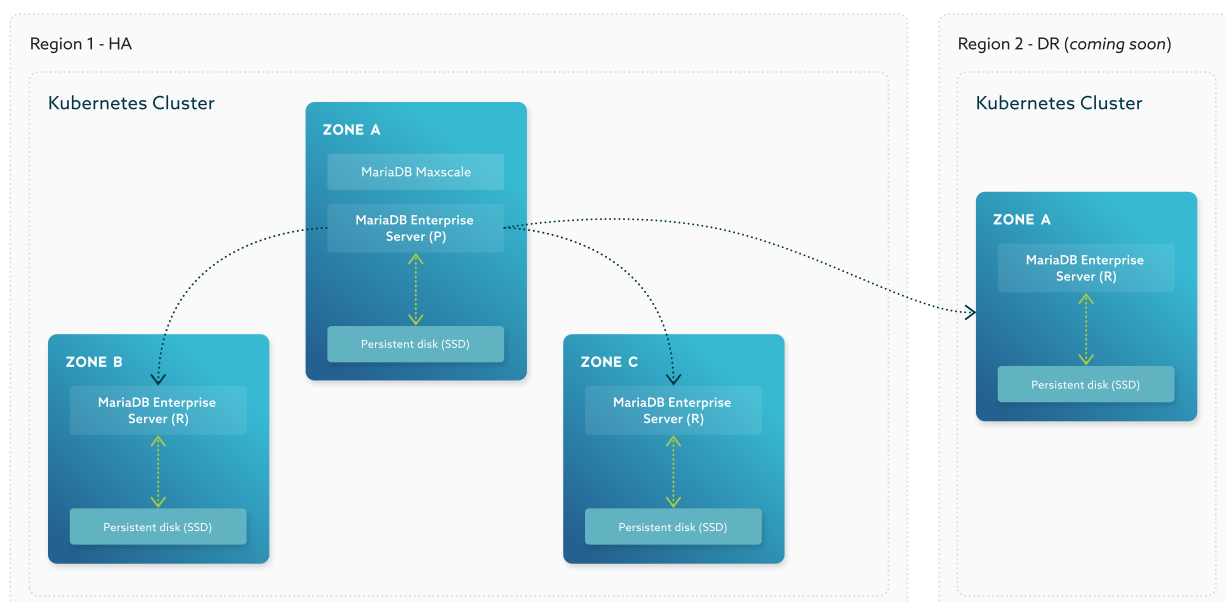 Region 1 - HA
Kubernetes Cluster
ZONE A
MariaDB Maxscale
MariaDB Enterprise
Server (P)
Persistent disk (SSD)
ZONE B
MariaDB Enterprise
Server (R)
Persistent disk (SSD)
ZONE C
MariaDB Enterprise
Server (R)
Persistent disk (SSD)
Region 2 - DR (coming soon)
Kubernetes Cluster
ZONE A
MariaDB Enterprise
Server (R)
Persistent disk (SSD)